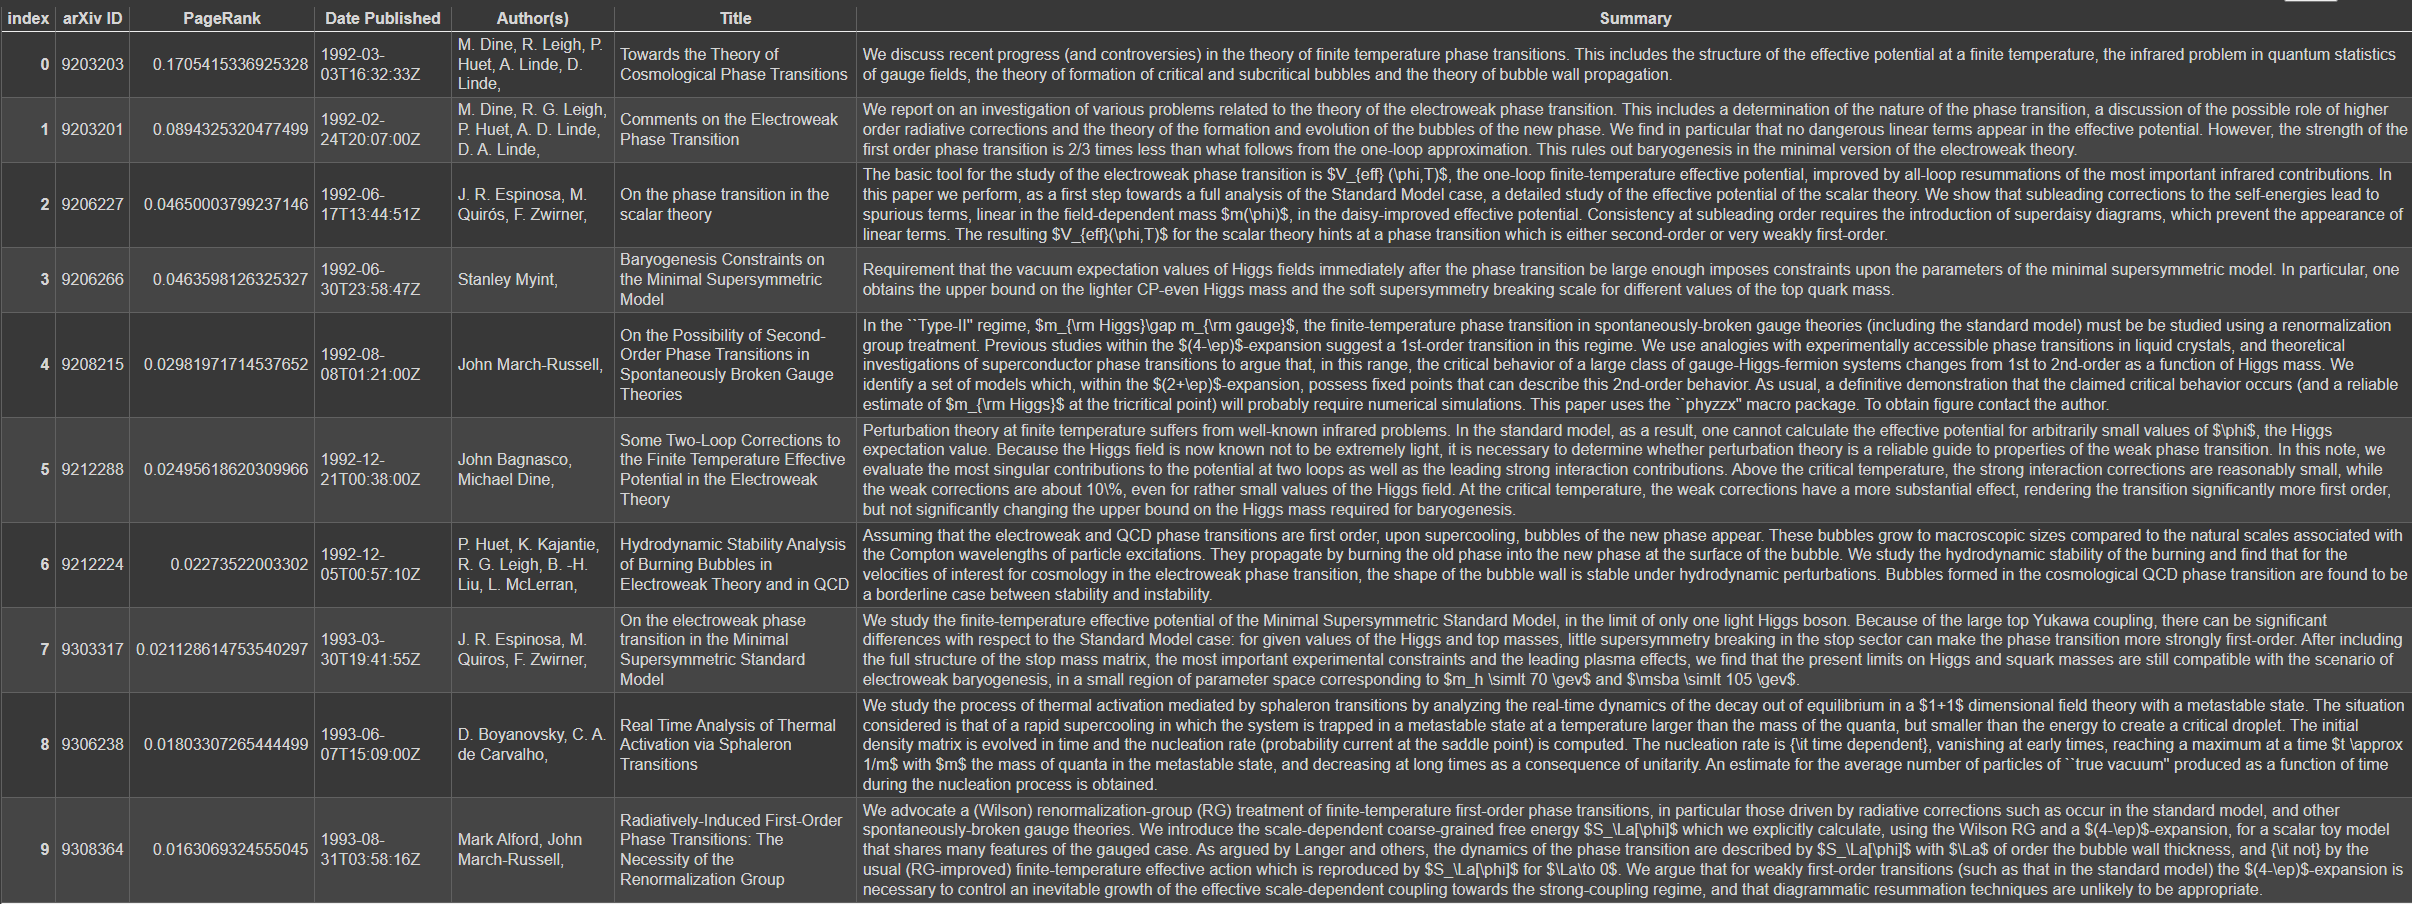 index arXiv ID PageRank Date Published Author(s) Title Summary
0 9203203 0.1705415336925328
1992-03-
03T16:32:33Z
M. Dine, R. Leigh, P.
Huet, A. Linde, D.
Linde,
Towards the Theory of
Cosmological Phase Transitions
We discuss recent progress (and controversies) in the theory of finite temperature phase transitions. This includes the structure of the effective potential at a finite temperature, the infrared problem in quantum statistics
of gauge fields, the theory of formation of critical and subcritical bubbles and the theory of bubble wall propagation.
1 9203201 0.0894325320477499
1992-02-
24T20:07:00Z
M. Dine, R. G. Leigh,
P. Huet, A. D. Linde,
D. A. Linde,
Comments on the Electroweak
Phase Transition
We report on an investigation of various problems related to the theory of the electroweak phase transition. This includes a determination of the nature of the phase transition, a discussion of the possible role of higher
order radiative corrections and the theory of the formation and evolution of the bubbles of the new phase. We find in particular that no dangerous linear terms appear in the effective potential. However, the strength of the
first order phase transition is 2/3 times less than what follows from the one-loop approximation. This rules out baryogenesis in the minimal version of the electroweak theory.
2 9206227 0.04650003799237146
1992-06-
17T13:44:51Z
J. R. Espinosa, M.
Quirós, F. Zwirner,
On the phase transition in the
scalar theory
The basic tool for the study of the electroweak phase transition is $V_{eff} (\phi,T)$, the one-loop finite-temperature effective potential, improved by all-loop resummations of the most important infrared contributions. In
this paper we perform, as a first step towards a full analysis of the Standard Model case, a detailed study of the effective potential of the scalar theory. We show that subleading corrections to the self-energies lead to
spurious terms, linear in the field-dependent mass $m(\phi)$, in the daisy-improved effective potential. Consistency at subleading order requires the introduction of superdaisy diagrams, which prevent the appearance of
linear terms. The resulting $V_{eff}(\phi,T)$ for the scalar theory hints at a phase transition which is either second-order or very weakly first-order.
3 9206266 0.0463598126325327
1992-06-
30T23:58:47Z
Stanley Myint,
Baryogenesis Constraints on
the Minimal Supersymmetric
Model
Requirement that the vacuum expectation values of Higgs fields immediately after the phase transition be large enough imposes constraints upon the parameters of the minimal supersymmetric model. In particular, one
obtains the upper bound on the lighter CP-even Higgs mass and the soft supersymmetry breaking scale for different values of the top quark mass.
4 9208215 0.02981971714537652
1992-08-
08T01:21:00Z
John March-Russell,
On the Possibility of Second-
Order Phase Transitions in
Spontaneously Broken Gauge
Theories
In the ``Type-II'' regime, $m_{\rm Higgs}\gap m_{\rm gauge}$, the finite-temperature phase transition in spontaneously-broken gauge theories (including the standard model) must be be studied using a renormalization
group treatment. Previous studies within the $(4-\ep)$-expansion suggest a 1st-order transition in this regime. We use analogies with experimentally accessible phase transitions in liquid crystals, and theoretical
investigations of superconductor phase transitions to argue that, in this range, the critical behavior of a large class of gauge-Higgs-fermion systems changes from 1st to 2nd-order as a function of Higgs mass. We
identify a set of models which, within the $(2+\ep)$-expansion, possess fixed points that can describe this 2nd-order behavior. As usual, a definitive demonstration that the claimed critical behavior occurs (and a reliable
estimate of $m_{\rm Higgs}$ at the tricritical point) will probably require numerical simulations. This paper uses the ``phyzzx'' macro package. To obtain figure contact the author.
5 9212288 0.02495618620309966
1992-12-
21T00:38:00Z
John Bagnasco,
Michael Dine,
Some Two-Loop Corrections to
the Finite Temperature Effective
Potential in the Electroweak
Theory
Perturbation theory at finite temperature suffers from well-known infrared problems. In the standard model, as a result, one cannot calculate the effective potential for arbitrarily small values of $\phi$, the Higgs
expectation value. Because the Higgs field is now known not to be extremely light, it is necessary to determine whether perturbation theory is a reliable guide to properties of the weak phase transition. In this note, we
evaluate the most singular contributions to the potential at two loops as well as the leading strong interaction contributions. Above the critical temperature, the strong interaction corrections are reasonably small, while
the weak corrections are about 10\%, even for rather small values of the Higgs field. At the critical temperature, the weak corrections have a more substantial effect, rendering the transition significantly more first order,
but not significantly changing the upper bound on the Higgs mass required for baryogenesis.
6 9212224 0.02273522003302
1992-12-
05T00:57:10Z
P. Huet, K. Kajantie,
R. G. Leigh, B. -H.
Liu, L. McLerran,
Hydrodynamic Stability Analysis
of Burning Bubbles in
Electroweak Theory and in QCD
Assuming that the electroweak and QCD phase transitions are first order, upon supercooling, bubbles of the new phase appear. These bubbles grow to macroscopic sizes compared to the natural scales associated with
the Compton wavelengths of particle excitations. They propagate by burning the old phase into the new phase at the surface of the bubble. We study the hydrodynamic stability of the burning and find that for the
velocities of interest for cosmology in the electroweak phase transition, the shape of the bubble wall is stable under hydrodynamic perturbations. Bubbles formed in the cosmological QCD phase transition are found to be
a borderline case between stability and instability.
7 9303317 0.021128614753540297
1993-03-
30T19:41:55Z
J. R. Espinosa, M.
Quiros, F. Zwirner,
On the electroweak phase
transition in the Minimal
Supersymmetric Standard
Model
We study the finite-temperature effective potential of the Minimal Supersymmetric Standard Model, in the limit of only one light Higgs boson. Because of the large top Yukawa coupling, there can be significant
differences with respect to the Standard Model case: for given values of the Higgs and top masses, little supersymmetry breaking in the stop sector can make the phase transition more strongly first-order. After including
the full structure of the stop mass matrix, the most important experimental constraints and the leading plasma effects, we find that the present limits on Higgs and squark masses are still compatible with the scenario of
electroweak baryogenesis, in a small region of parameter space corresponding to $m_h \simlt 70 \gev$ and $\msba \simlt 105 \gev$.
8 9306238 0.01803307265444499
1993-06-
07T15:09:00Z
D. Boyanovsky, C. A.
de Carvalho,
Real Time Analysis of Thermal
Activation via Sphaleron
Transitions
We study the process of thermal activation mediated by sphaleron transitions by analyzing the real-time dynamics of the decay out of equilibrium in a $1+1$ dimensional field theory with a metastable state. The situation
considered is that of a rapid supercooling in which the system is trapped in a metastable state at a temperature larger than the mass of the quanta, but smaller than the energy to create a critical droplet. The initial
density matrix is evolved in time and the nucleation rate (probability current at the saddle point) is computed. The nucleation rate is {\it time dependent}, vanishing at early times, reaching a maximum at a time $t \approx
1/m$ with $m$ the mass of quanta in the metastable state, and decreasing at long times as a consequence of unitarity. An estimate for the average number of particles of ``true vacuum'' produced as a function of time
during the nucleation process is obtained.
9 9308364 0.0163069324555045
1993-08-
31T03:58:16Z
Mark Alford, John
March-Russell,
Radiatively-Induced First-Order
Phase Transitions: The
Necessity of the
Renormalization Group
We advocate a (Wilson) renormalization-group (RG) treatment of finite-temperature first-order phase transitions, in particular those driven by radiative corrections such as occur in the standard model, and other
spontaneously-broken gauge theories. We introduce the scale-dependent coarse-grained free energy $S_\La[\phi]$ which we explicitly calculate, using the Wilson RG and a $(4-\ep)$-expansion, for a scalar toy model
that shares many features of the gauged case. As argued by Langer and others, the dynamics of the phase transition are described by $S_\La[\phi]$ with $\La$ of order the bubble wall thickness, and {\it not} by the
usual (RG-improved) finite-temperature effective action which is reproduced by $S_\La[\phi]$ for $\La\to 0$. We argue that for weakly first-order transitions (such as that in the standard model) the $(4-\ep)$-expansion is
necessary to control an inevitable growth of the effective scale-dependent coupling towards the strong-coupling regime, and that diagrammatic resummation techniques are unlikely to be appropriate.